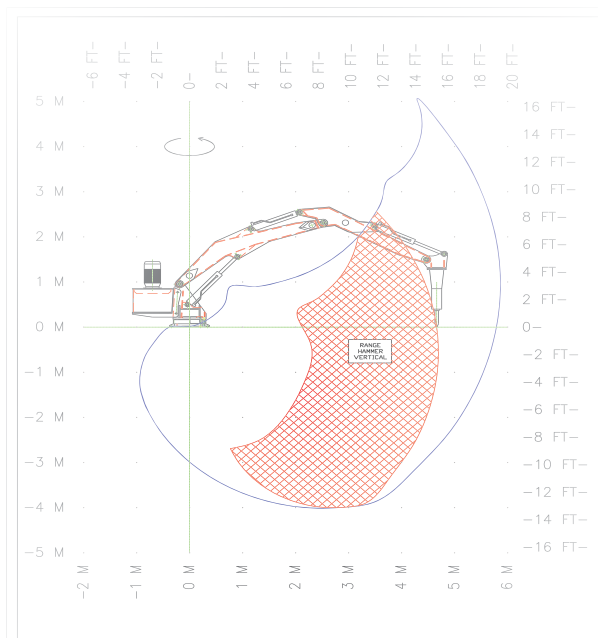 -6 FT-
-4 FT-
-2 FT-
0-
2 FT-
4 FT-
6 FT-
8 FT-
10 FT-
12 FT-
14 FT-
16 FT-
18 FT-
20 FT-
5 M
4 M
3 M
2 M
1 M
0 M
-1 M
-2 M
-3 M
-4 M
-5 M
16 FT-
14 FT-
12 FT-
10 FT-
8 FT-
6 FT-
4 FT-
2 FT-
0-
-2 FT-
-4 FT-
-6 FT-
-8 FT-
-10 FT-
-12 FT-
-14 FT-
-16 FT-
RANGE
HAMMER
VERTICAL
-2 M
-1 M
0 M
1 M
2 M
3 M
4 M
5 M
6 M